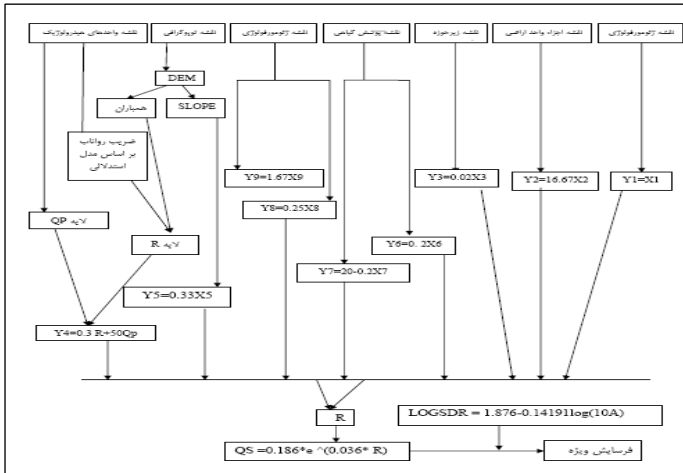 نقشه واحدهای هیدرولوژیک
نقشه توپوگرافی
نقشه ژئومورفولوژی
نقشه پوشش گیاهی
نقشه زیرحوزه
نقشه اجزاء واحد اراضی
نقشه ژئومورفولوژی
DEM
همباران
SLOPE
ضریب رواناب
بر اساس مدل
استدلالی
Y9=1.67X9
Y3=0.02X3
Y2=16.67X2
Y1=X1
Y8=0.25X8
لایه QP
لایه R
Y6=0. 2X6
Y7=20-0.2X7
Y5=0.33X5
Y4=0.3 R+50Qp
R
LOGSDR = 1.876-0.14191log(10A)
QS =0.186*e ^(0.036* R)
فرسایش ویژه